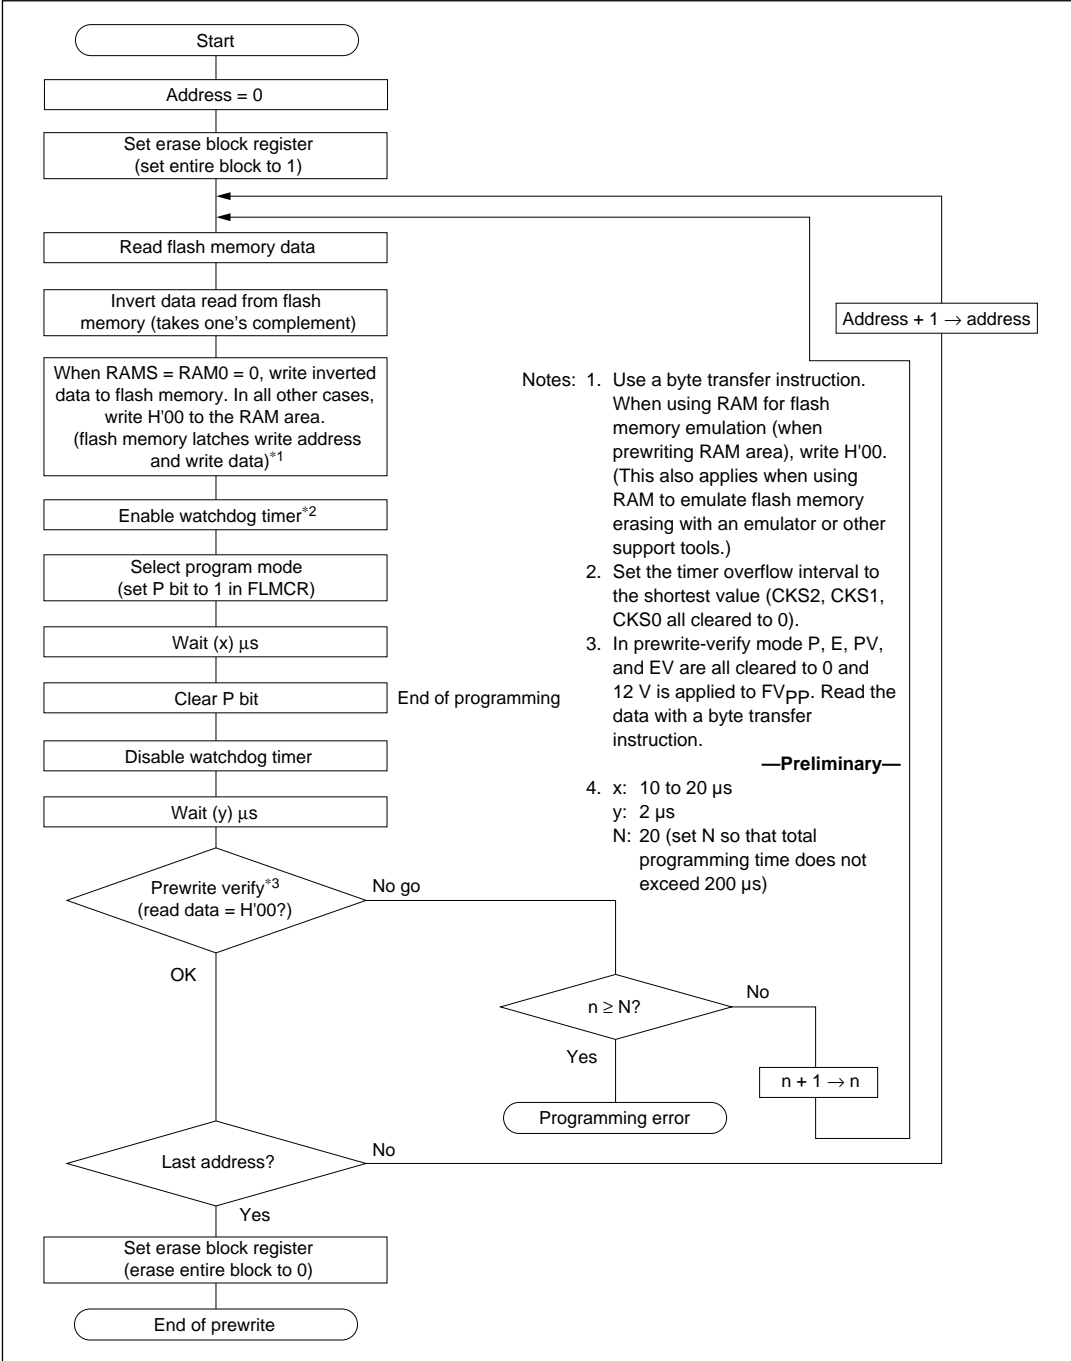 Start
Address = 0
Set erase block register
(set entire block to 1)
Read flash memory data
Invert data read from flash
memory (takes one's complement)
Address + 1 → address
When RAMS = RAM0 = 0, write inverted
data to flash memory. In all other cases,
write H'00 to the RAM area.
(flash memory latches write address
and write data)*1
Enable watchdog timer*2
Select program mode
(set P bit to 1 in FLMCR)
Wait (x) μs
Clear P bit
End of programming
Disable watchdog timer
Wait (y) μs
Notes: 1. Use a byte transfer instruction.
When using RAM for flash
memory emulation (when
prewriting RAM area), write H'00.
(This also applies when using
RAM to emulate flash memory
erasing with an emulator or other
support tools.)
2. Set the timer overflow interval to
the shortest value (CKS2, CKS1,
CKS0 all cleared to 0).
3. In prewrite-verify mode P, E, PV,
and EV are all cleared to 0 and
12 V is applied to FVPP. Read the
data with a byte transfer
instruction.
—Preliminary—
4. x: 10 to 20 μs
y: 2 μs
N: 20 (set N so that total
programming time does not
exceed 200 μs)
Prewrite verify*3
(read data = H'00?)
No go
OK
n ≥ N?
No
Yes
n + 1 → n
Programming error
Last address?
No
Yes
Set erase block register
(erase entire block to 0)
End of prewrite